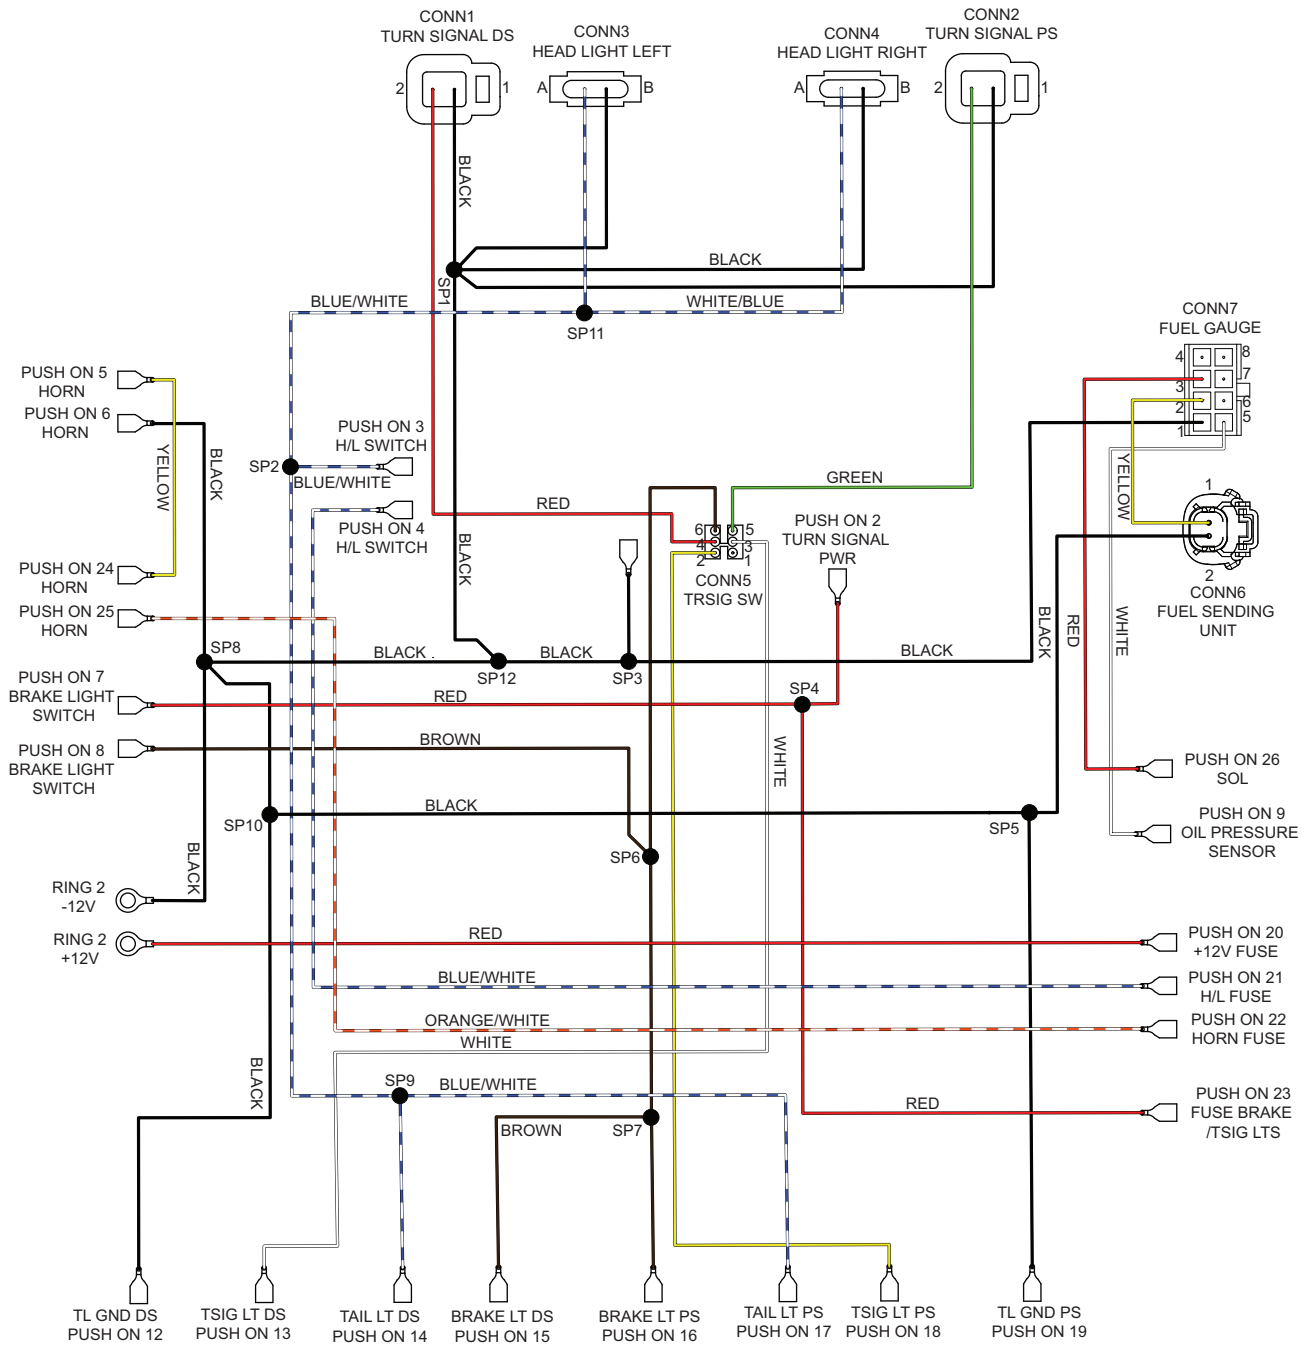 CONN1
TURN SIGNAL DS
CONN3
HEAD LIGHT LEFT
CONN4
HEAD LIGHT RIGHT
CONN2
TURN SIGNAL PS
2
1
A
B
A
B
2
1
BLACK
BLACK
SP1
BLUE/WHITE
WHITE/BLUE
SP11
CONN7
FUEL GAUGE
4
8
3
7
2
6
1
5
PUSH ON 5
HORN
PUSH ON 6
HORN
YELLOW
BLACK
PUSH ON 3
H/L SWITCH
SP2
BLUE/WHITE
PUSH ON 4
H/L SWITCH
GREEN
RED
YELLOW
1
2
CONN6
FUEL SENDING
UNIT
6
5
4
3
2
1
CONN5
TRSIG SW
PUSH ON 2
TURN SIGNAL
PWR
BLACK
PUSH ON 24
HORN
PUSH ON 25
HORN
BLACK
RED
WHITE
SP8
BLACK .
SP12
BLACK
SP3
BLACK
PUSH ON 7
BRAKE LIGHT
SWITCH
RED
SP4
PUSH ON 8
BRAKE LIGHT
SWITCH
BROWN
WHITE
PUSH ON 26
SOL
SP10
BLACK
SP5
PUSH ON 9
OIL PRESSURE
SENSOR
SP6
BLACK
RING 2
-12V
RING 2
+12V
RED
PUSH ON 20
+12V FUSE
BLUE/WHITE
PUSH ON 21
H/L FUSE
ORANGE/WHITE
PUSH ON 22
HORN FUSE
WHITE
BLACK
SP9
BLUE/WHITE
RED
PUSH ON 23
FUSE BRAKE
/TSIG LTS
BROWN
SP7
TL GND DS
PUSH ON 12
TSIG LT DS
PUSH ON 13
TAIL LT DS
PUSH ON 14
BRAKE LT DS
PUSH ON 15
BRAKE LT PS
PUSH ON 16
TAIL LT PS
PUSH ON 17
TSIG LT PS
PUSH ON 18
TL GND PS
PUSH ON 19